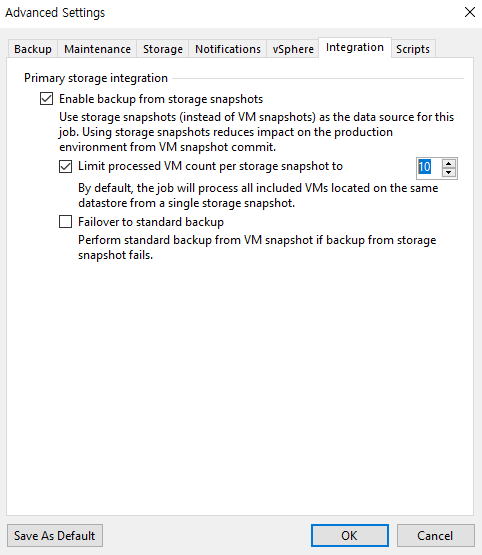 Advanced Settings
Backup Maintenance Storage Notifications vSphere Integration Scripts
Primary storage integration
Enable backup from storage snapshots
Use storage snapshots (instead of VM snapshots) as the data source for this
job. Using storage snapshots reduces impact on the production
environment from VM snapshot commit.
Limit processed VM count per storage snapshot to 10
By default, the job will process all included VMs located on the same
datastore from a single storage snapshot.
Failover to standard backup
Perform standard backup from VM snapshot if backup from storage
snapshot fails.
Save As Default OK Cancel